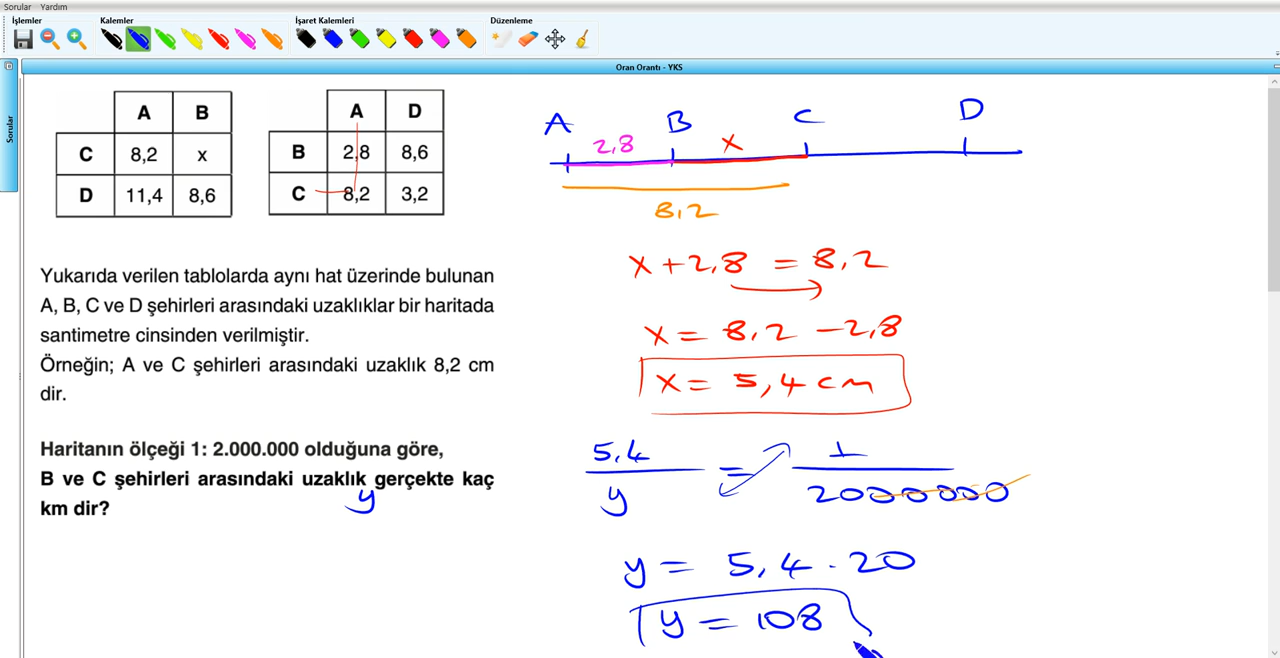 Sorular Yardım
İşlemler Kalemler İşaret Kalemleri Düzenleme
Oran Orantı - YKS
Sorular
A B
C 8,2 x
D 11,4 8,6
A D
B 2,8 8,6
C 8,2 3,2
Yukarıda verilen tablolarda aynı hat üzerinde bulunan
A, B, C ve D şehirleri arasındaki uzaklıklar bir haritada
santimetre cinsinden verilmiştir.
Örneğin; A ve C şehirleri arasındaki uzaklık 8,2 cm
dir.
Haritanın ölçeği 1: 2.000.000 olduğuna göre,
B ve C şehirleri arasındaki uzaklık gerçekte kaç
y
km dir?
A B C D
2,8 x
8,2
x + 2,8 = 8,2
x = 8,2 - 2,8
x = 5,4 cm
5,4 / y = 1 / 2000000
y = 5,4 . 20
y = 108